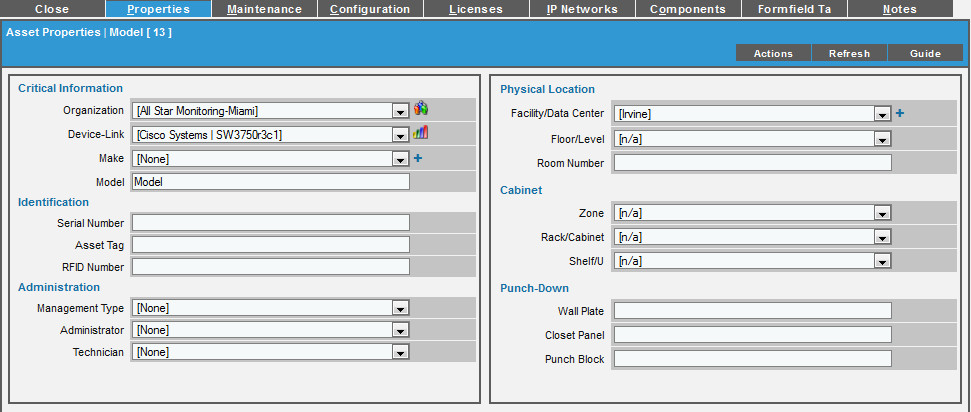 Close Properties Maintenance Configuration Licenses IP Networks Components Formfield Ta Notes
Asset Properties | Model [ 13 ]
Actions Refresh Guide
Critical Information
Organization [All Star Monitoring-Miami]
Device-Link [Cisco Systems | SW3750r3c1]
Make [None]
Model Model
Identification
Serial Number
Asset Tag
RFID Number
Administration
Management Type [None]
Administrator [None]
Technician [None]
Physical Location
Facility/Data Center [Irvine]
Floor/Level [n/a]
Room Number
Cabinet
Zone [n/a]
Rack/Cabinet [n/a]
Shelf/U [n/a]
Punch-Down
Wall Plate
Closet Panel
Punch Block